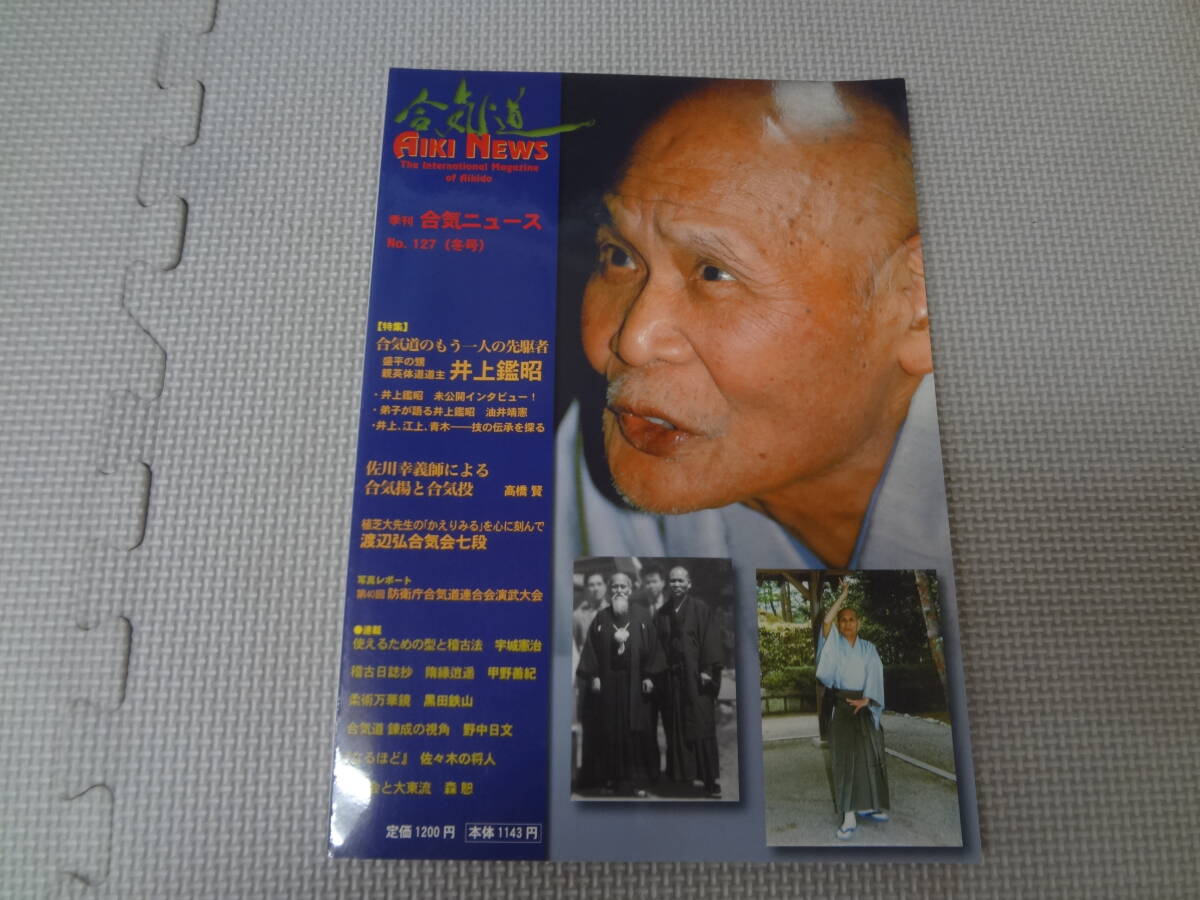 合気道
AIKI NEWS
The International Magazine
of Aikido
季刊 合気ニュース
No. 127 (冬号)
【特集】
合気道のもう一人の先駆者
盛平の甥
親英体道道主 井上鑑昭
・井上鑑昭 未公開インタビュー!
・弟子が語る井上鑑昭 油井靖憲
・井上、江上、青木――技の伝承を探る
佐川幸義師による
合気揚と合気投 高橋 賢
植芝大先生の「かえりみる」を心に刻んで
渡辺弘合気会七段
写真レポート
第40回 防衛庁合気道連合会演武大会
●連載
使えるための型と稽古法 宇城憲治
稽古日誌抄 随縁逍遥 甲野善紀
柔術万華鏡 黒田鉄山
合気道 錬成の視角 野中日文
なるほど』 佐々木の将人
会と大東流 森 恕
定価1200円 本体1143円